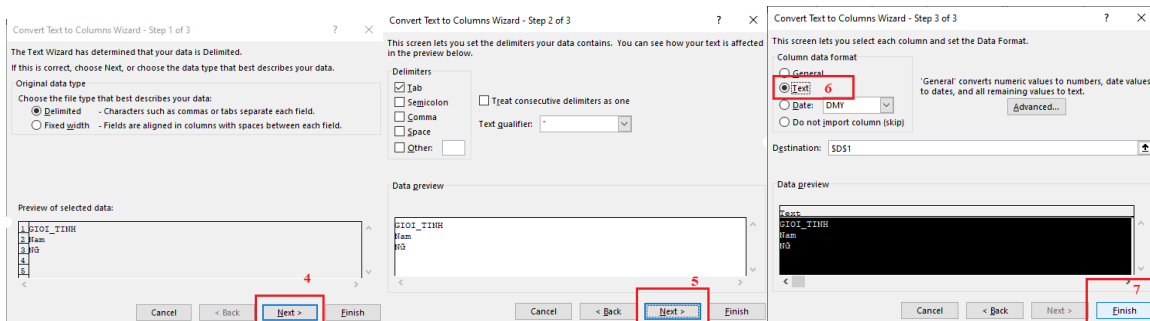 Convert Text to Columns Wizard - Step 1 of 3
? ×
The Text Wizard has determined that your data is Delimited.
If this is correct, choose Next, or choose the data type that best describes your data.
Original data type
Choose the file type that best describes your data:
Delimited - Characters such as commas or tabs separate each field.
Fixed width - Fields are aligned in columns with spaces between each field.
Preview of selected data:
1 GIOI_TINH
2 Nam
3 Nữ
4
5
4
Cancel
< Back
Next >
Finish
Convert Text to Columns Wizard - Step 2 of 3
? ×
This screen lets you set the delimiters your data contains. You can see how your text is affected
in the preview below.
Delimiters
Tab
Semicolon
Comma
Space
Other:
Treat consecutive delimiters as one
Text qualifier: "
Data preview
GIOI_TINH
Nam
Nữ
5
Cancel
< Back
Next >
Finish
Convert Text to Columns Wizard - Step 3 of 3
? ×
This screen lets you select each column and set the Data Format.
Column data format
General
Text 6
Date: DMY
Do not import column (skip)
'General' converts numeric values to numbers, date values
to dates, and all remaining values to text.
Advanced...
Destination: $D$1
Data preview
Text
GIOI_TINH
Nam
Nữ
7
Cancel
< Back
Next >
Finish